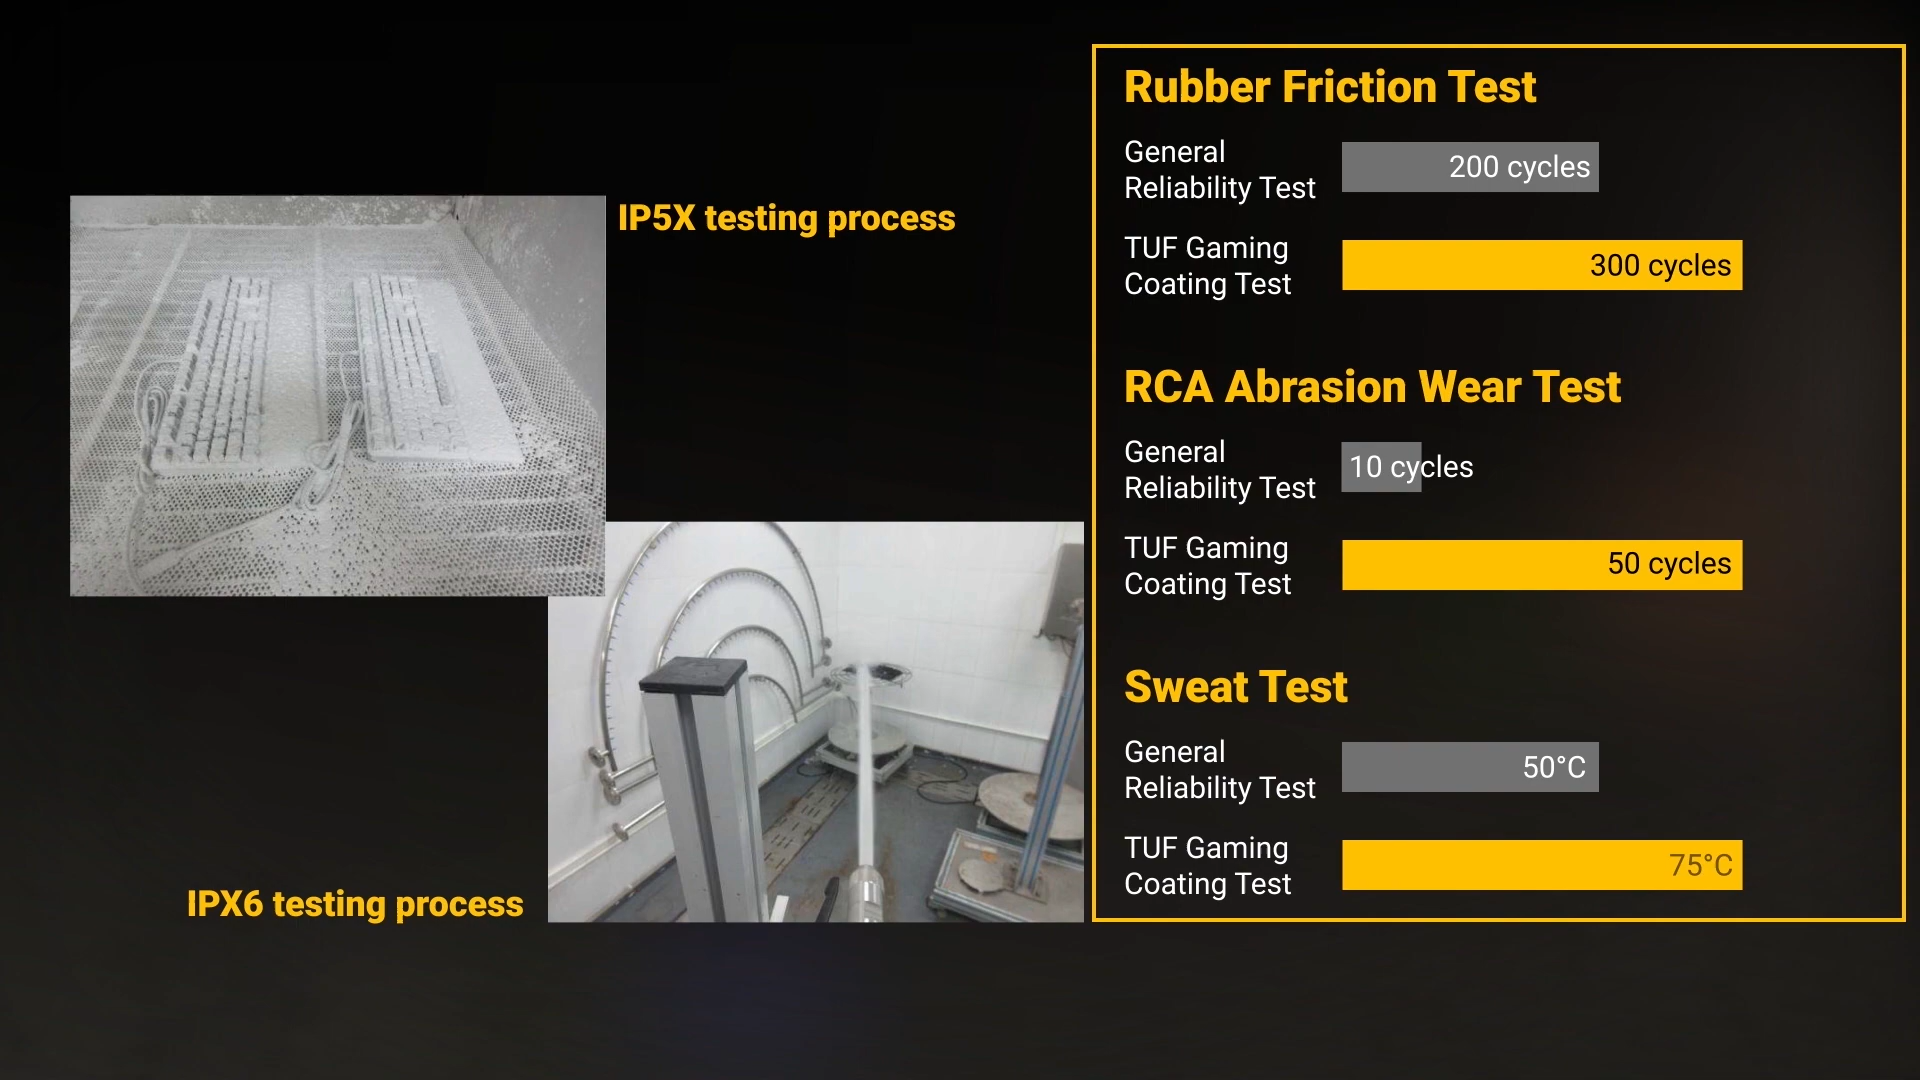 IP5X testing process
IPX6 testing process
Rubber Friction Test
General
Reliability Test
200 cycles
TUF Gaming
Coating Test
300 cycles
RCA Abrasion Wear Test
General
Reliability Test
10 cycles
TUF Gaming
Coating Test
50 cycles
Sweat Test
General
Reliability Test
50°C
TUF Gaming
Coating Test
75°C